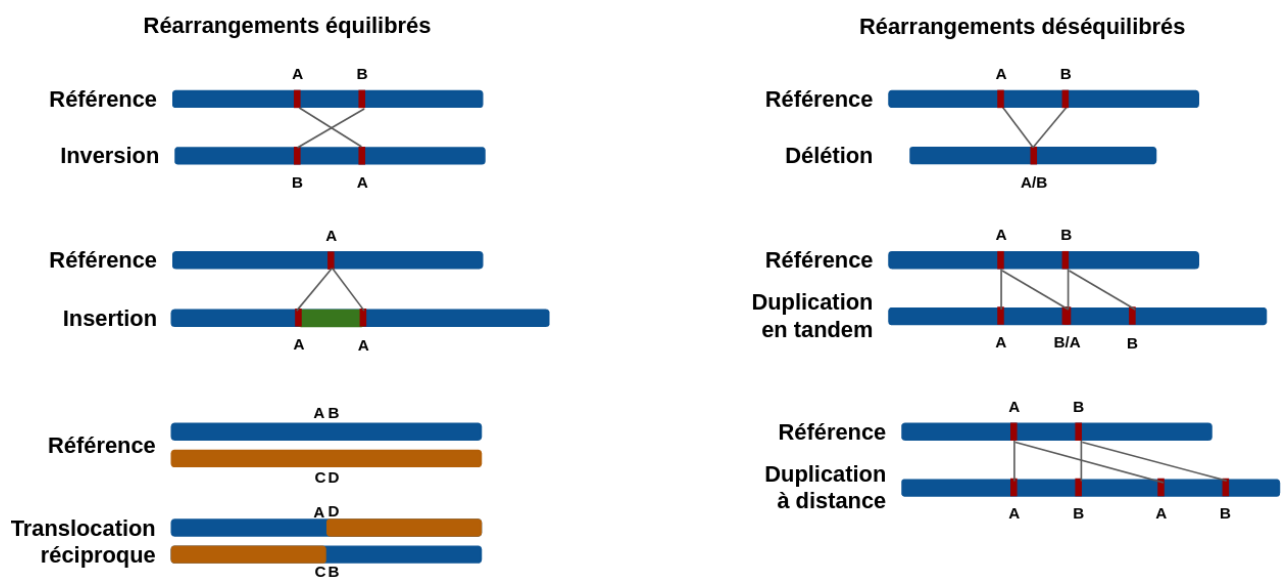 Réarrangements équilibrés
A B
Référence
Inversion
B A
A
Référence
Insertion
A A
A B
Référence
C D
A D
Translocation
réciproque
C B
Réarrangements déséquilibrés
A B
Référence
Délétion
A/B
A B
Référence
Duplication
en tandem
A B/A B
A B
Référence
Duplication
à distance
A B A B